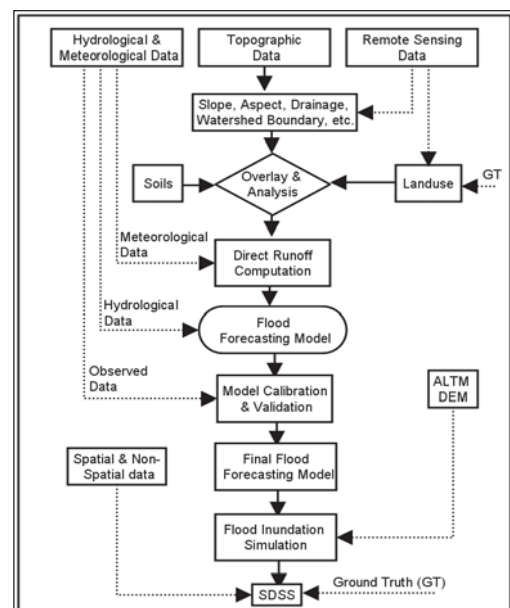 Hydrological &
Meteorological Data
Topographic
Data
Remote Sensing
Data
Slope, Aspect, Drainage,
Watershed Boundary, etc.
Soils
Overlay &
Analysis
Landuse
GT
Meteorological
Data
Direct Runoff
Computation
Hydrological
Data
Flood
Forecasting Model
Observed
Data
Model Calibration
& Validation
ALTM
DEM
Spatial & Non-
Spatial data
Final Flood
Forecasting Model
Flood Inundation
Simulation
SDSS
Ground Truth (GT)